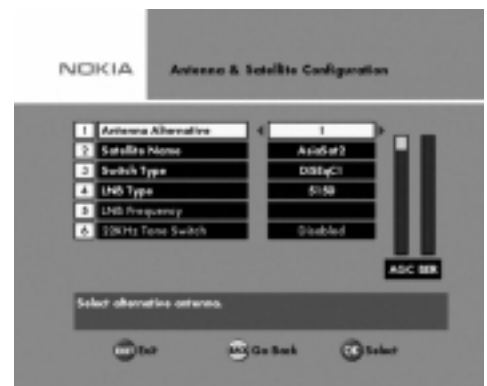 NOKIA
Antenna & Satellite Configuration
1 Antenna Alternative 1
2 Satellite Name AsiaSat2
3 Switch Type DiSEqC1
4 LNB Type 5150
5 LNB Frequency
6 22KHz Tone Switch Disabled
AGC BER
Select alternative antenna.
Exit Go Back OK Select